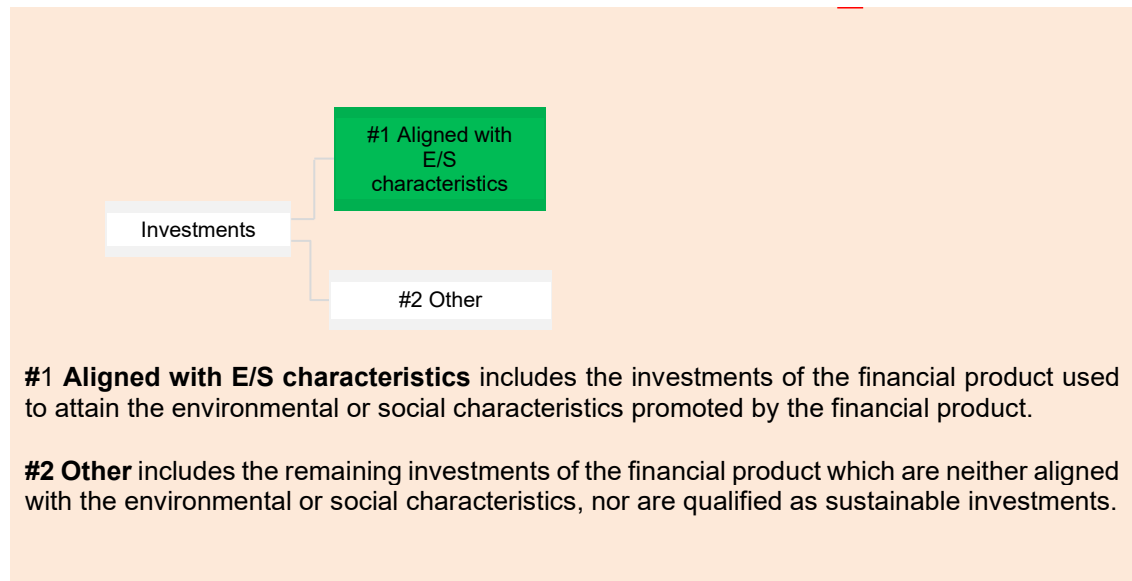 #1 Aligned with
E/S
characteristics
Investments
#2 Other
#1 Aligned with E/S characteristics includes the investments of the financial product used
to attain the environmental or social characteristics promoted by the financial product.
#2 Other includes the remaining investments of the financial product which are neither aligned
with the environmental or social characteristics, nor are qualified as sustainable investments.